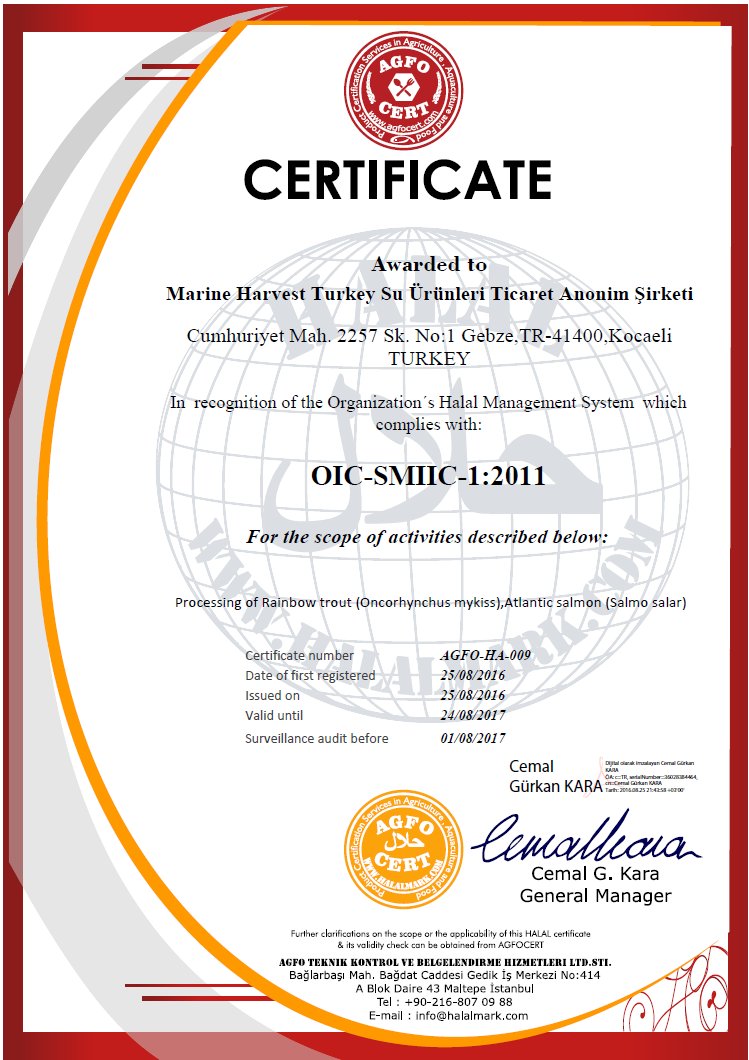 Product Certification Services in Agriculture, Aquaculture and Food
AGFO
CERT
www.agfocert.com
CERTIFICATE
HALAL
Awarded to
Marine Harvest Turkey Su Ürünleri Ticaret Anonim Şirketi
Cumhuriyet Mah. 2257 Sk. No:1 Gebze,TR-41400,Kocaeli
TURKEY
In recognition of the Organization´s Halal Management System which
complies with:
حلال
OIC-SMIIC-1:2011
For the scope of activities described below:
WWW.HALALMARK.COM
Processing of Rainbow trout (Oncorhynchus mykiss),Atlantic salmon (Salmo salar)
Certificate number AGFO-HA-009
Date of first registered 25/08/2016
Issued on 25/08/2016
Valid until 24/08/2017
Surveillance audit before 01/08/2017
Cemal
Gürkan KARA
Dijital olarak imzalayan Cemal Gürkan
KARA
ÖA: c=TR, serialNumber=36028384464,
cn=Cemal Gürkan KARA
Tarih: 2016.08.25 21:43:58 +03'00'
Product Certification Services in Agriculture, Aquaculture and Food
AGFO
حلال
CERT
WWW.HALALMARK.COM
Cemalkara
Cemal G. Kara
General Manager
Further clarifications on the scope or the applicability of this HALAL certificate
& its validity check can be obtained from AGFOCERT
AGFO TEKNIK KONTROL VE BELGELENDIRME HIZMETLERI LTD.STI.
Bağlarbaşı Mah. Bağdat Caddesi Gedik İş Merkezi No:414
A Blok Daire 43 Maltepe İstanbul
Tel : +90-216-807 09 88
E-mail : info@halalmark.com